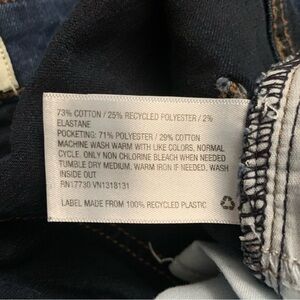 73% COTTON / 25% RECYCLED POLYESTER / 2%
ELASTANE
POCKETING: 71% POLYESTER / 29% COTTON
MACHINE WASH WARM WITH LIKE COLORS, NORMAL
CYCLE. ONLY NON CHLORINE BLEACH WHEN NEEDED
TUMBLE DRY MEDIUM, WARM IRON IF NEEDED, WASH
INSIDE OUT
RN17730 VN1318131
LABEL MADE FROM 100% RECYCLED PLASTIC